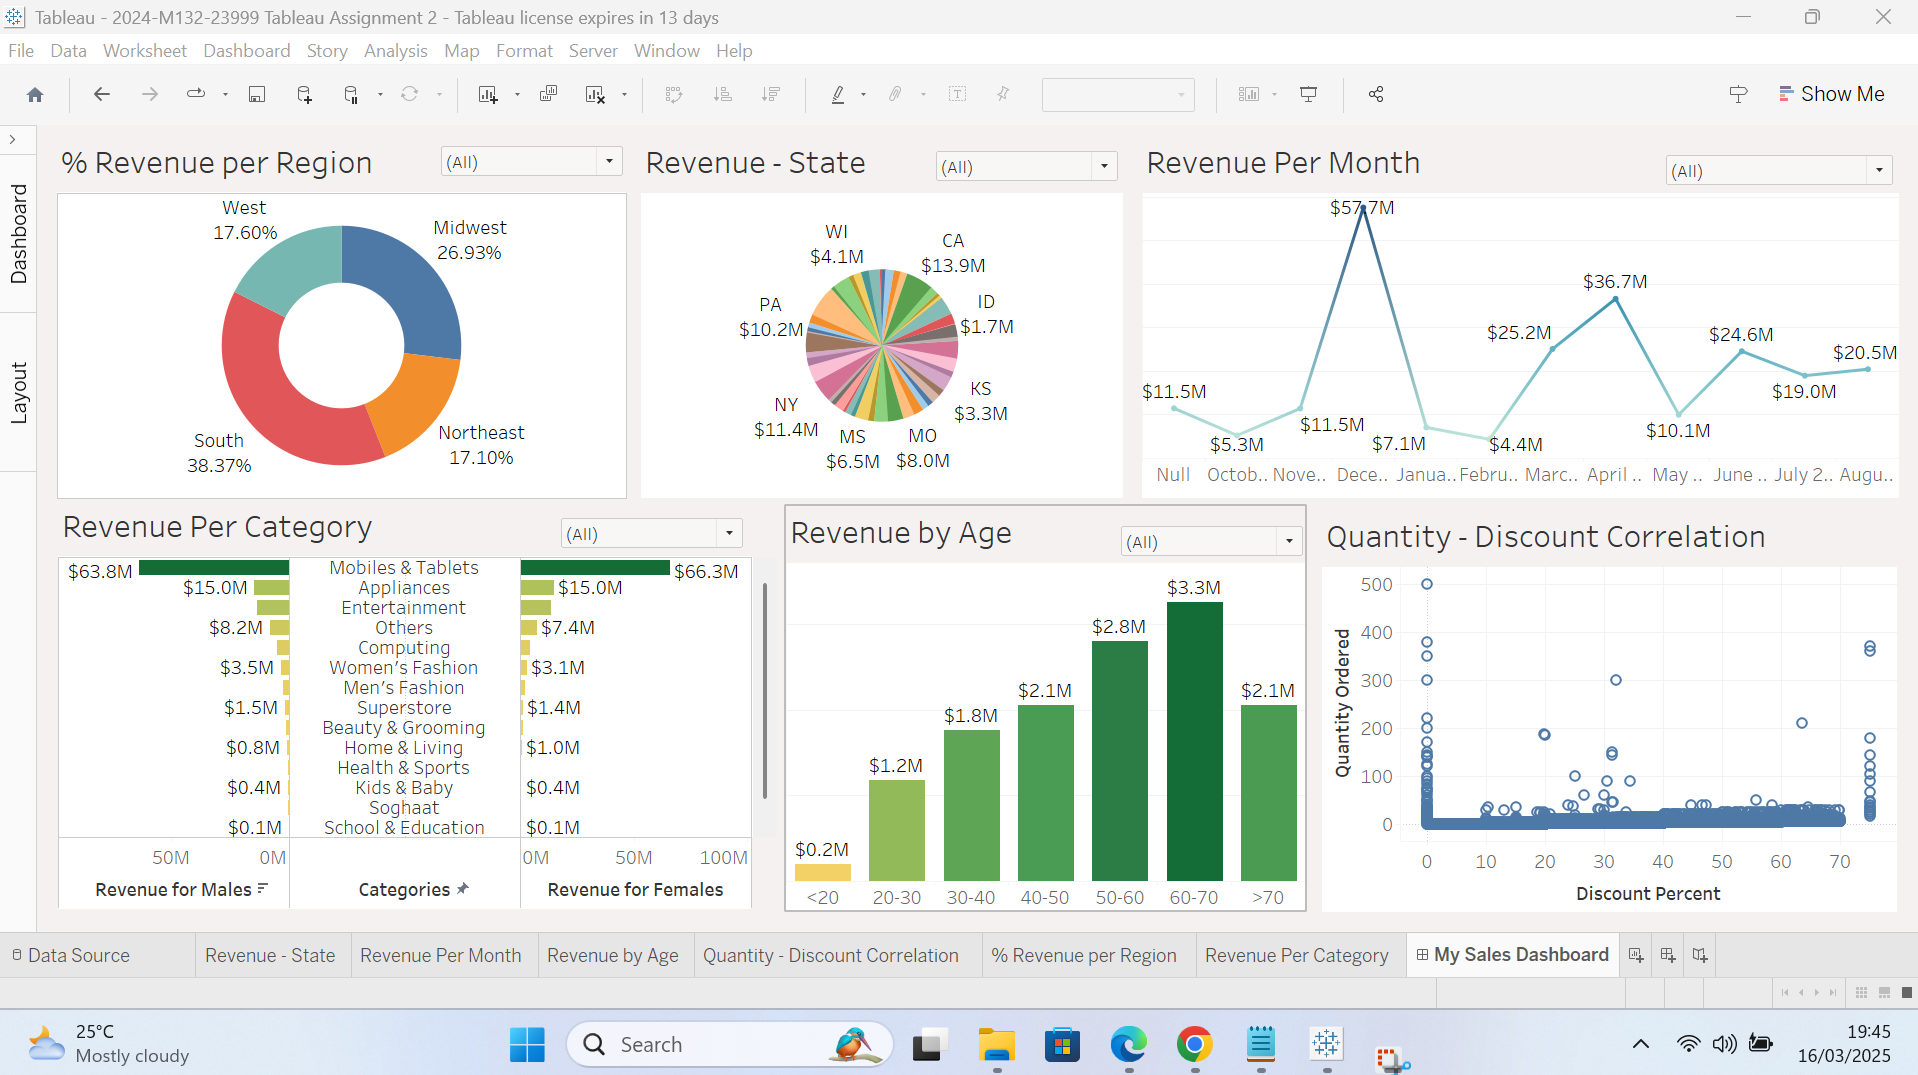 Tableau - 2024-M132-23999 Tableau Assignment 2 - Tableau license expires in 13 days
File Data Worksheet Dashboard Story Analysis Map Format Server Window Help
Show Me
Dashboard
Layout
% Revenue per Region
(All)
West
17.60%
Midwest
26.93%
South
38.37%
Northeast
17.10%
Revenue - State
(All)
WI
$4.1M
CA
$13.9M
PA
$10.2M
ID
$1.7M
NY
$11.4M
KS
$3.3M
MS
$6.5M
MO
$8.0M
Revenue Per Month
(All)
$57.7M
$36.7M
$25.2M
$24.6M
$20.5M
$11.5M
$19.0M
$5.3M
$11.5M
$7.1M
$4.4M
$10.1M
Null Octob.. Nove.. Dece.. Janua.. Febru.. Marc.. April .. May .. June .. July 2.. Augu..
Revenue Per Category
(All)
$63.8M Mobiles & Tablets $66.3M
$15.0M Appliances $15.0M
Entertainment
$8.2M Others $7.4M
Computing
$3.5M Women's Fashion $3.1M
Men's Fashion
$1.5M Superstore $1.4M
Beauty & Grooming
$0.8M Home & Living $1.0M
Health & Sports
$0.4M Kids & Baby $0.4M
Soghaat
$0.1M School & Education $0.1M
50M 0M 0M 50M 100M
Revenue for Males Categories Revenue for Females
Revenue by Age
(All)
$3.3M
$2.8M
$2.1M $2.1M
$1.8M
$1.2M
$0.2M
<20 20-30 30-40 40-50 50-60 60-70 >70
Quantity - Discount Correlation
Quantity Ordered
500
400
300
200
100
0
0 10 20 30 40 50 60 70
Discount Percent
Data Source Revenue - State Revenue Per Month Revenue by Age Quantity - Discount Correlation % Revenue per Region Revenue Per Category My Sales Dashboard
25°C
Mostly cloudy
Search
19:45
16/03/2025